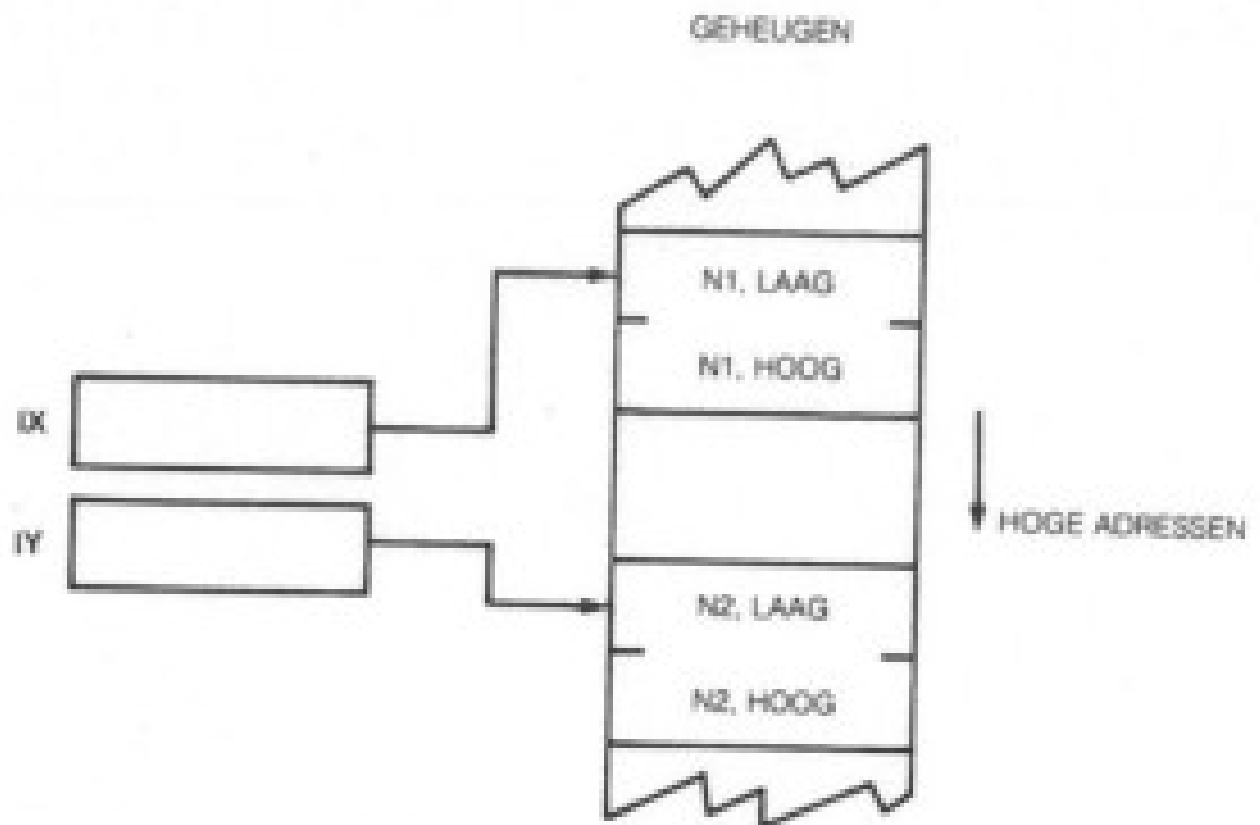 GEHEUGEN
N1, LAAG
N1, HOOG
IX
HOGE ADRESSEN
IY
N2, LAAG
N2, HOOG